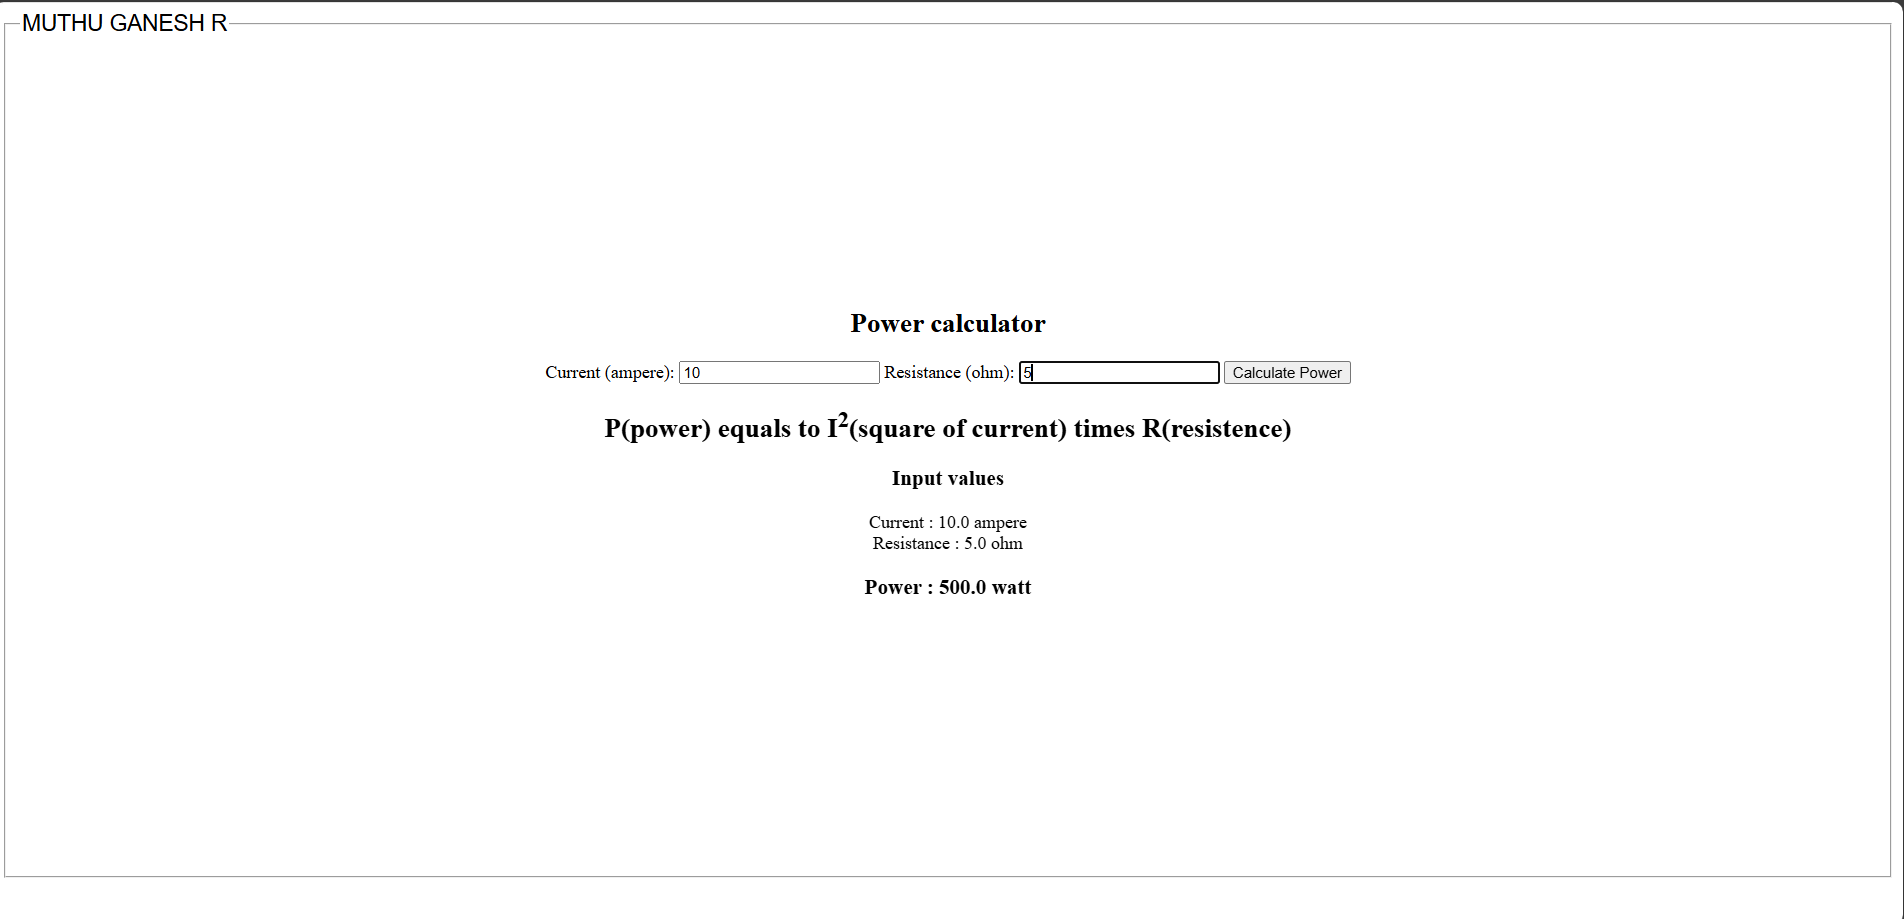 MUTHU GANESH R
Power calculator
Current (ampere): 10 Resistance (ohm): 5 Calculate Power
P(power) equals to I²(square of current) times R(resistence)
Input values
Current : 10.0 ampere
Resistance : 5.0 ohm
Power : 500.0 watt